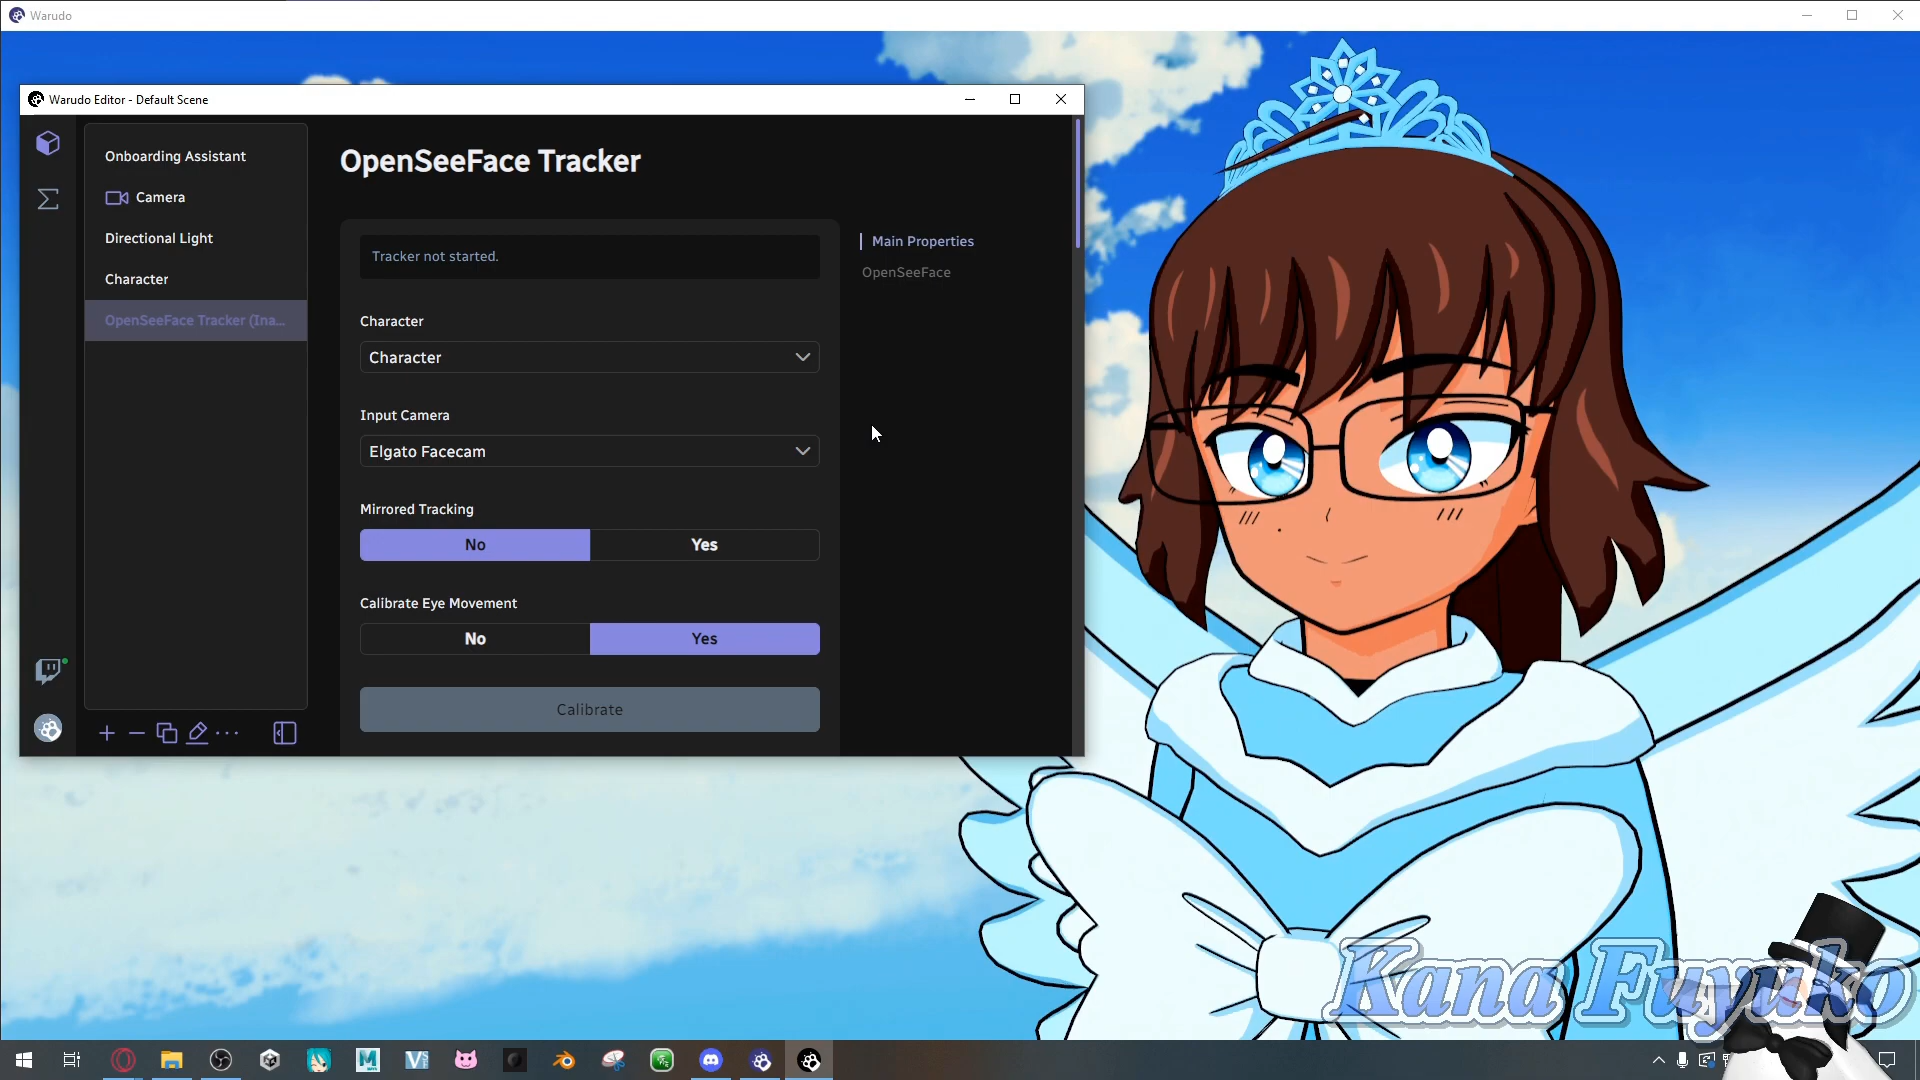 Warudo
Warudo Editor - Default Scene
Onboarding Assistant
Camera
Directional Light
Character
OpenSeeFace Tracker (Ina...
OpenSeeFace Tracker
Tracker not started.
Character
Character
Input Camera
Elgato Facecam
Mirrored Tracking
No
Yes
Calibrate Eye Movement
No
Yes
Calibrate
Main Properties
OpenSeeFace
Kana Fuyuko